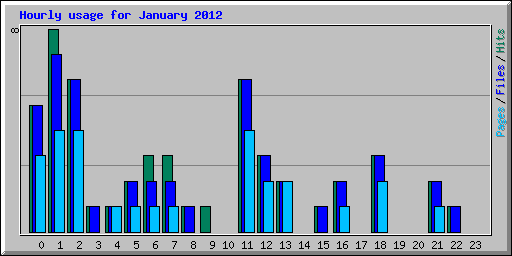 Hourly usage for January 2012
8
Pages/Files/Hits
0 1 2 3 4 5 6 7 8 9 10 11 12 13 14 15 16 17 18 19 20 21 22 23